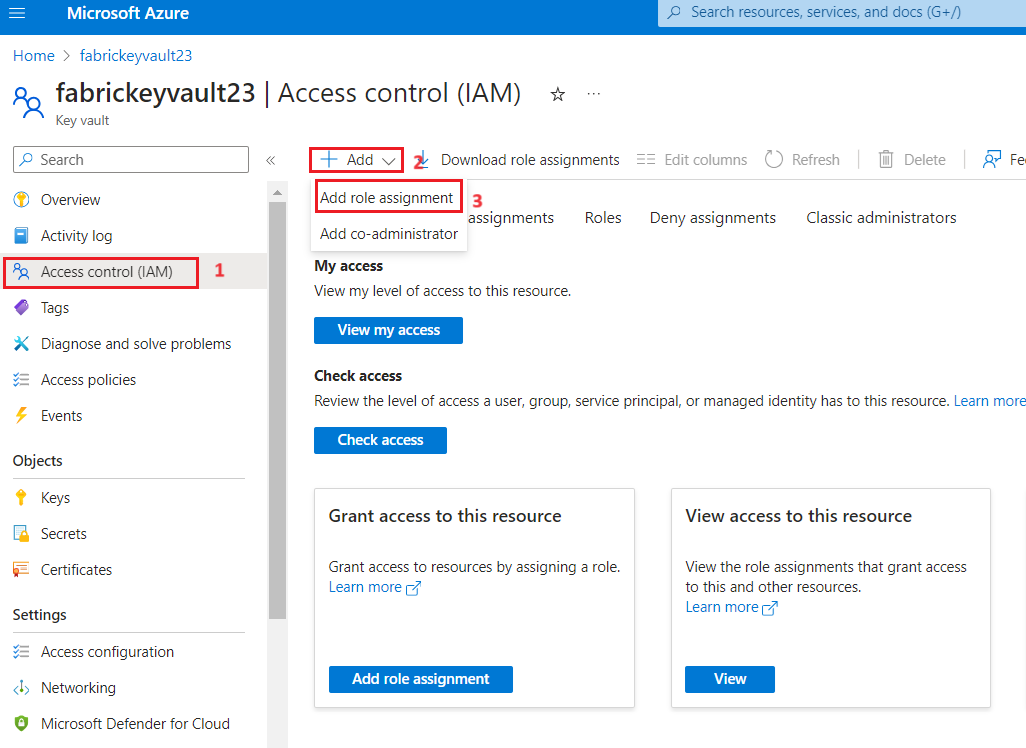 Microsoft Azure
Search resources, services, and docs (G+/)
Home > fabrickeyvault23
fabrickeyvault23 | Access control (IAM)
Key vault
Search
Overview
Activity log
Access control (IAM) 1
Tags
Diagnose and solve problems
Access policies
Events
Objects
Keys
Secrets
Certificates
Settings
Access configuration
Networking
Microsoft Defender for Cloud
Add 2 Download role assignments Edit columns Refresh Delete
Add role assignment 3
Add co-administrator
assignments Roles Deny assignments Classic administrators
My access
View my level of access to this resource.
View my access
Check access
Review the level of access a user, group, service principal, or managed identity has to this resource. Learn more
Check access
Grant access to this resource
Grant access to resources by assigning a role.
Learn more
Add role assignment
View access to this resource
View the role assignments that grant access
to this and other resources.
Learn more
View